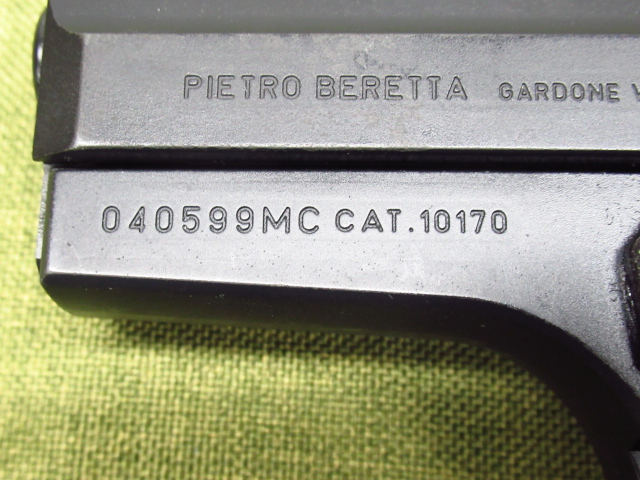 PIETRO BERETTA GARDONE V
040599MC CAT.10170